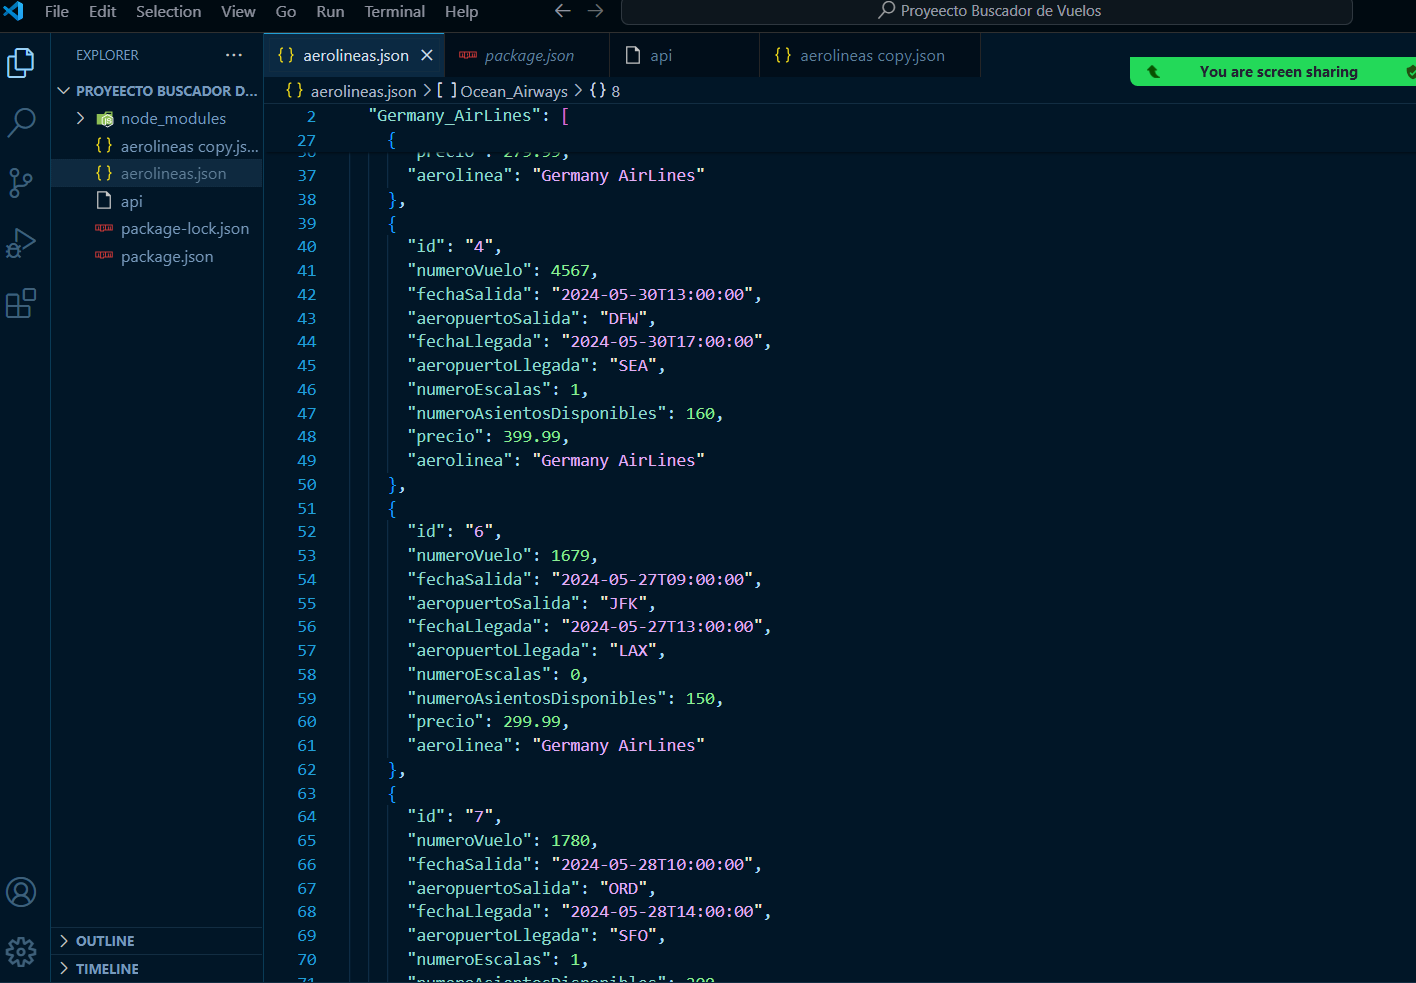 File Edit Selection View Go Run Terminal Help
Proyeecto Buscador de Vuelos
EXPLORER
PROYEECTO BUSCADOR D...
node_modules
aerolineas copy.js...
aerolineas.json
api
package-lock.json
package.json
OUTLINE
TIMELINE
aerolineas.json package.json api aerolineas copy.json
You are screen sharing
aerolineas.json > [ ] Ocean_Airways > {} 8
2 "Germany_AirLines": [
27 {
36 "precio": 279.99,
37 "aerolinea": "Germany AirLines"
38 },
39 {
40 "id": "4",
41 "numeroVuelo": 4567,
42 "fechaSalida": "2024-05-30T13:00:00",
43 "aeropuertoSalida": "DFW",
44 "fechaLlegada": "2024-05-30T17:00:00",
45 "aeropuertoLlegada": "SEA",
46 "numeroEscalas": 1,
47 "numeroAsientosDisponibles": 160,
48 "precio": 399.99,
49 "aerolinea": "Germany AirLines"
50 },
51 {
52 "id": "6",
53 "numeroVuelo": 1679,
54 "fechaSalida": "2024-05-27T09:00:00",
55 "aeropuertoSalida": "JFK",
56 "fechaLlegada": "2024-05-27T13:00:00",
57 "aeropuertoLlegada": "LAX",
58 "numeroEscalas": 0,
59 "numeroAsientosDisponibles": 150,
60 "precio": 299.99,
61 "aerolinea": "Germany AirLines"
62 },
63 {
64 "id": "7",
65 "numeroVuelo": 1780,
66 "fechaSalida": "2024-05-28T10:00:00",
67 "aeropuertoSalida": "ORD",
68 "fechaLlegada": "2024-05-28T14:00:00",
69 "aeropuertoLlegada": "SFO",
70 "numeroEscalas": 1,
71 "numeroAsientosDisponibles": 200